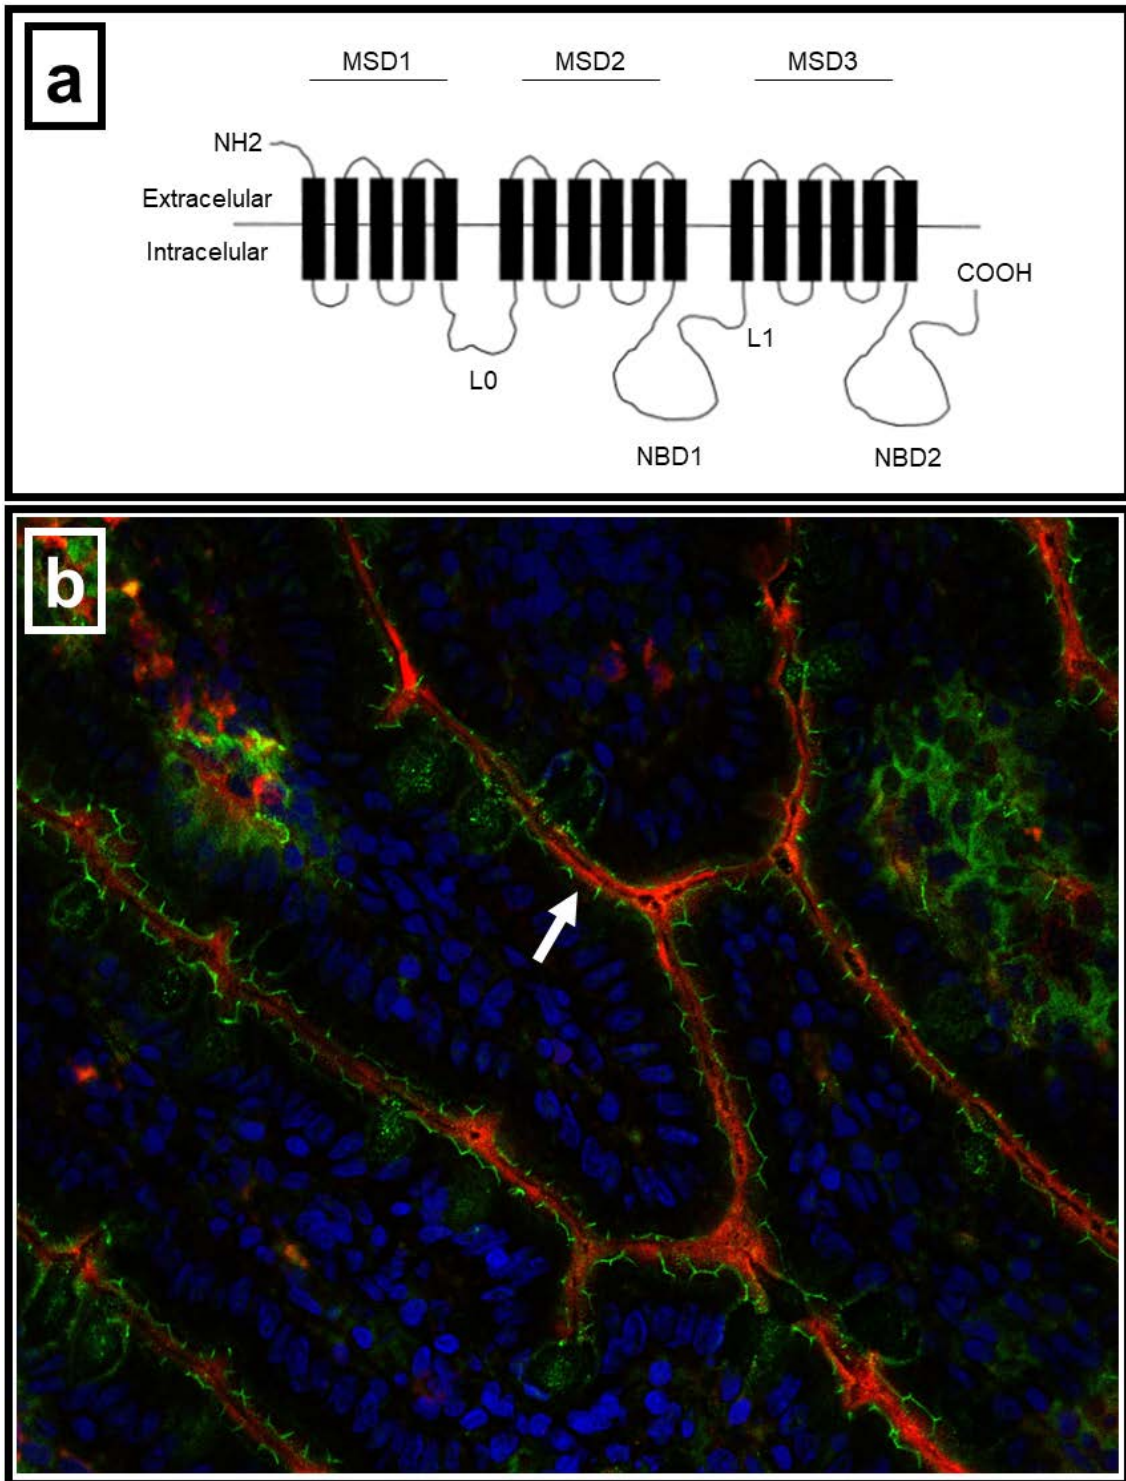 a
MSD1 MSD2 MSD3
NH2
Extracelular
Intracelular
COOH
L1
L0
NBD1 NBD2
b